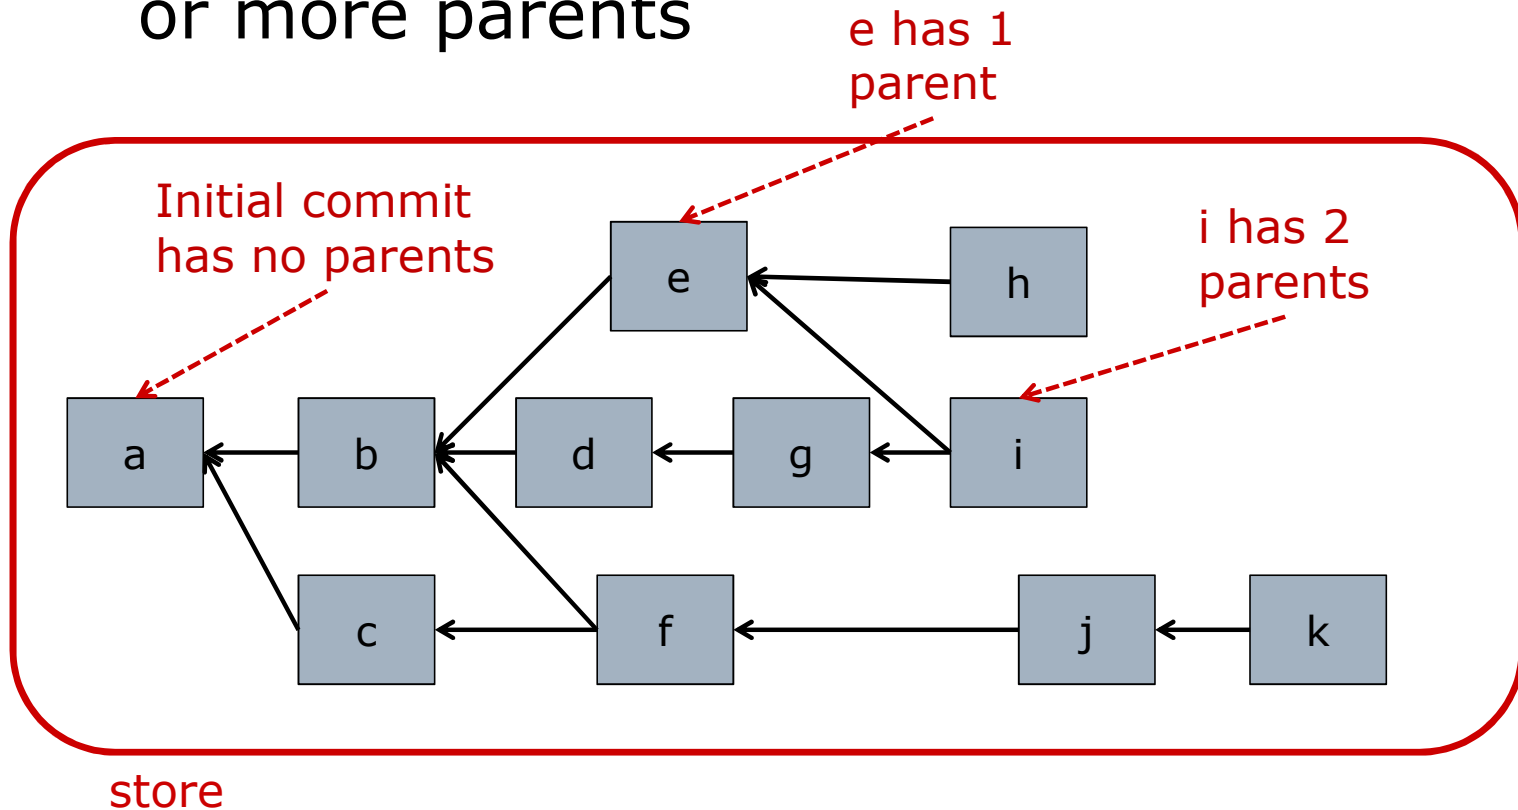 or more parents
e has 1
parent
Initial commit
has no parents
i has 2
parents
e
h
a
b
d
g
i
c
f
j
k
store